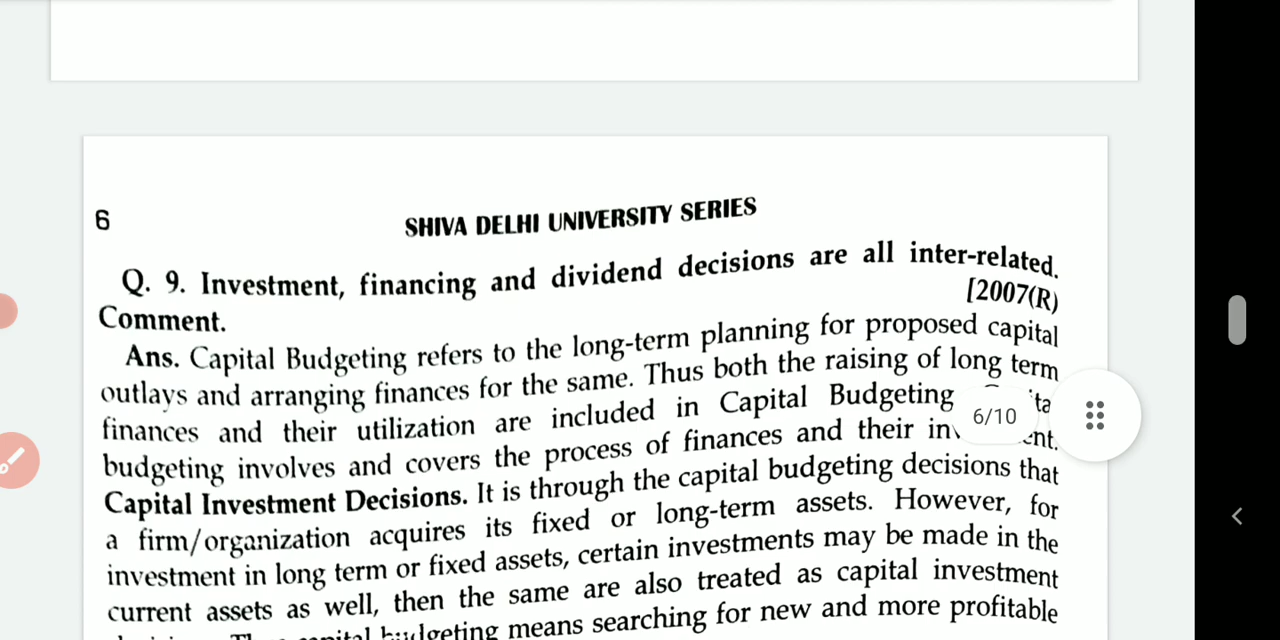 6
SHIVA DELHI UNIVERSITY SERIES
Q. 9. Investment, financing and dividend decisions are all inter-related.
Comment. [2007(R)
Ans. Capital Budgeting refers to the long-term planning for proposed capital
outlays and arranging finances for the same. Thus both the raising of long term
finances and their utilization are included in Capital Budgeting
6/10
budgeting involves and covers the process of finances and their
Capital Investment Decisions. It is through the capital budgeting decisions that
a firm/organization acquires its fixed or long-term assets. However, for
investment in long term or fixed assets, certain investments may be made in the
current assets as well, then the same are also treated as capital investment
budgeting means searching for new and more profitable